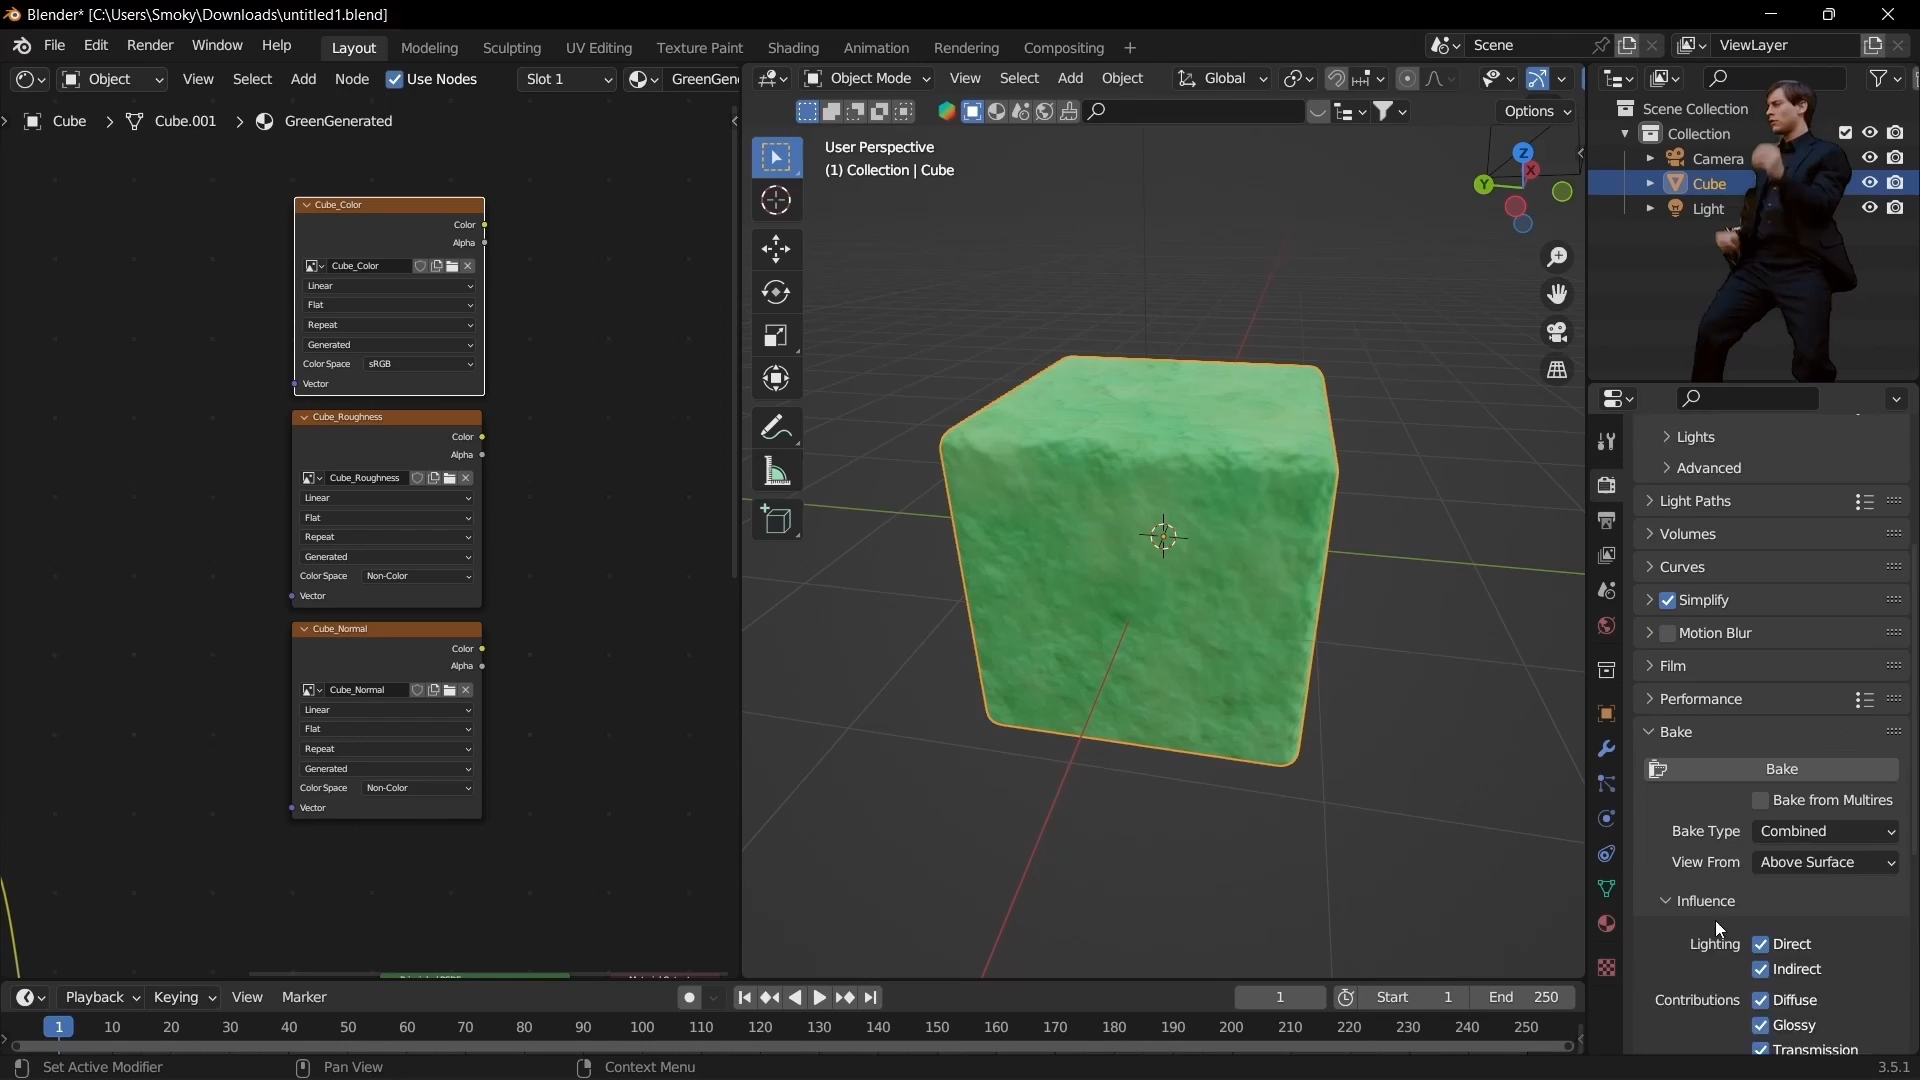 Blender* [C:\Users\Smoky\Downloads\untitled1.blend]
File Edit Render Window Help Layout Modeling Sculpting UV Editing Texture Paint Shading Animation Rendering Compositing + Scene ViewLayer
Object View Select Add Node Use Nodes Slot 1 GreenGen
Object Mode View Select Add Object Global
Options
Cube > Cube.001 > GreenGenerated
User Perspective
(1) Collection | Cube
Z
X
Y
Scene Collection
Collection
Camera
Cube
Light
Cube_Color
Color
Alpha
Cube_Color
Linear
Flat
Repeat
Generated
Color Space sRGB
Vector
Cube_Roughness
Color
Alpha
Cube_Roughness
Linear
Flat
Repeat
Generated
Color Space Non-Color
Vector
Cube_Normal
Color
Alpha
Cube_Normal
Linear
Flat
Repeat
Generated
Color Space Non-Color
Vector
Lights
Advanced
Light Paths
Volumes
Curves
Simplify
Motion Blur
Film
Performance
Bake
Bake
Bake from Multires
Bake Type Combined
View From Above Surface
Influence
Lighting Direct
Indirect
Contributions Diffuse
Glossy
Transmission
Playback Keying View Marker 1 Start 1 End 250
1 10 20 30 40 50 60 70 80 90 100 110 120 130 140 150 160 170 180 190 200 210 220 230 240 250
Set Active Modifier Pan View Context Menu 3.5.1